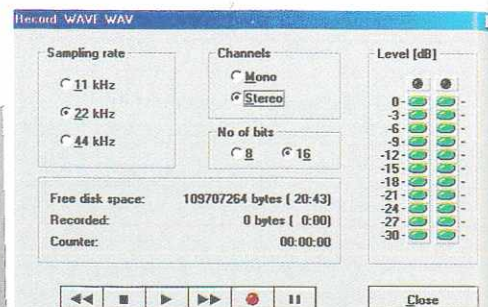 Record WAVE WAV
Sampling rate
11 kHz
22 kHz
44 kHz
Channels
Mono
Stereo
No of bits
8 16
Level [dB]
0-
-3-
-6-
-9-
-12-
-15-
-18-
-21-
-24-
-27-
-30-
Free disk space: 109707264 bytes ( 20:43)
Recorded: 0 bytes ( 0:00)
Counter: 00:00:00
Close